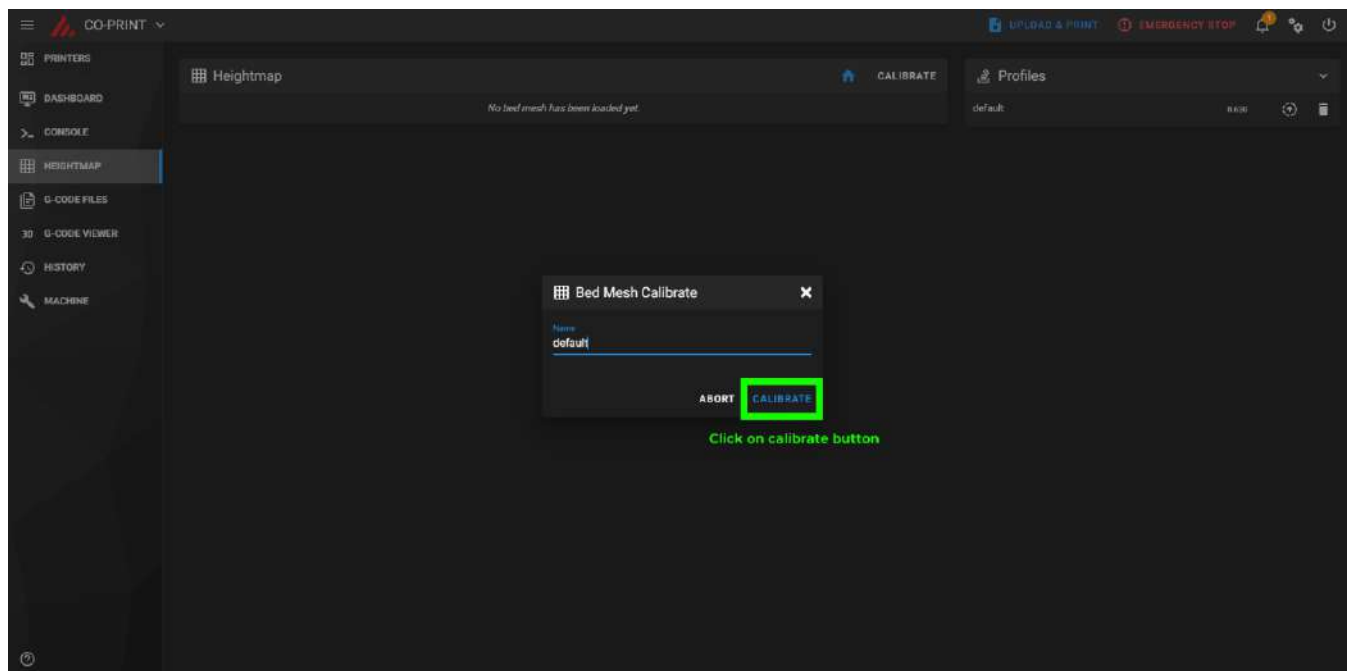 CO-PRINT
UPLOAD & PRINT
EMERGENCY STOP
PRINTERS
DASHBOARD
CONSOLE
HEIGHTMAP
G-CODE FILES
3D G-CODE VIEWER
HISTORY
MACHINE
Heightmap
CALIBRATE
No bed mesh has been loaded yet.
Profiles
default
Bed Mesh Calibrate
Name
default
ABORT
CALIBRATE
Click on calibrate button